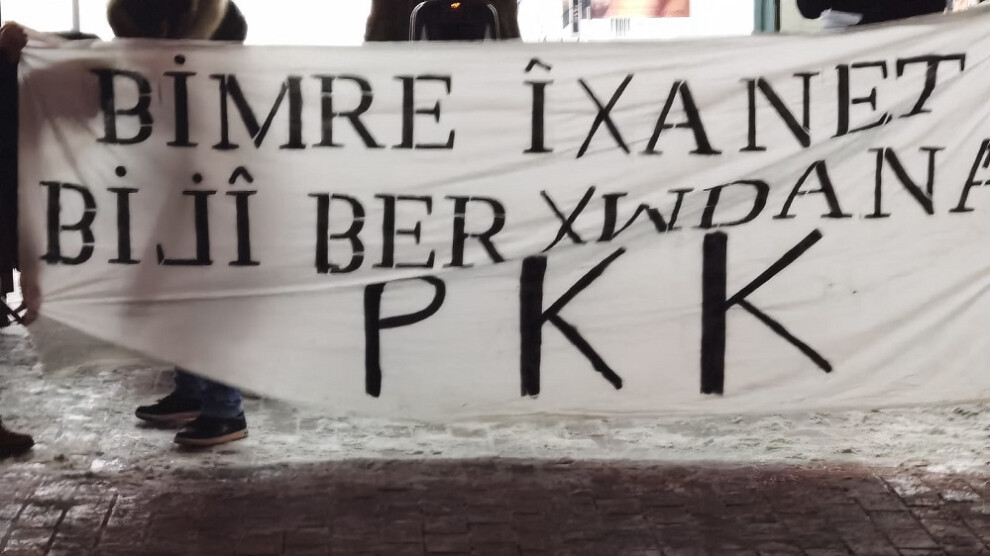 BİMRE ÎXANET
BİJÎ BERXWDANA
PKK